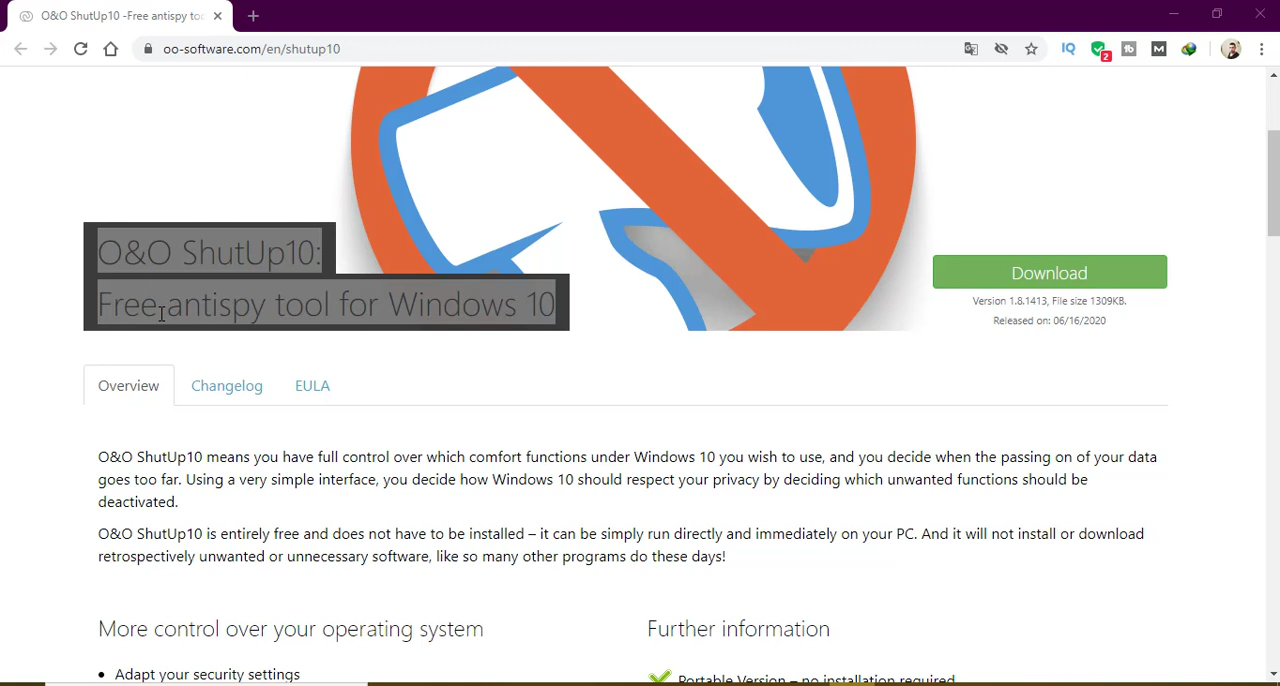 O&O ShutUp10 -Free antispy too
oo-software.com/en/shutup10
IQ
2
tb
M
O&O ShutUp10:
Free antispy tool for Windows 10
Download
Version 1.8.1413, File size 1309KB.
Released on: 06/16/2020
Overview
Changelog
EULA
O&O ShutUp10 means you have full control over which comfort functions under Windows 10 you wish to use, and you decide when the passing on of your data
goes too far. Using a very simple interface, you decide how Windows 10 should respect your privacy by deciding which unwanted functions should be
deactivated.
O&O ShutUp10 is entirely free and does not have to be installed – it can be simply run directly and immediately on your PC. And it will not install or download
retrospectively unwanted or unnecessary software, like so many other programs do these days!
More control over your operating system
Adapt your security settings
Further information
Portable Version – no installation required